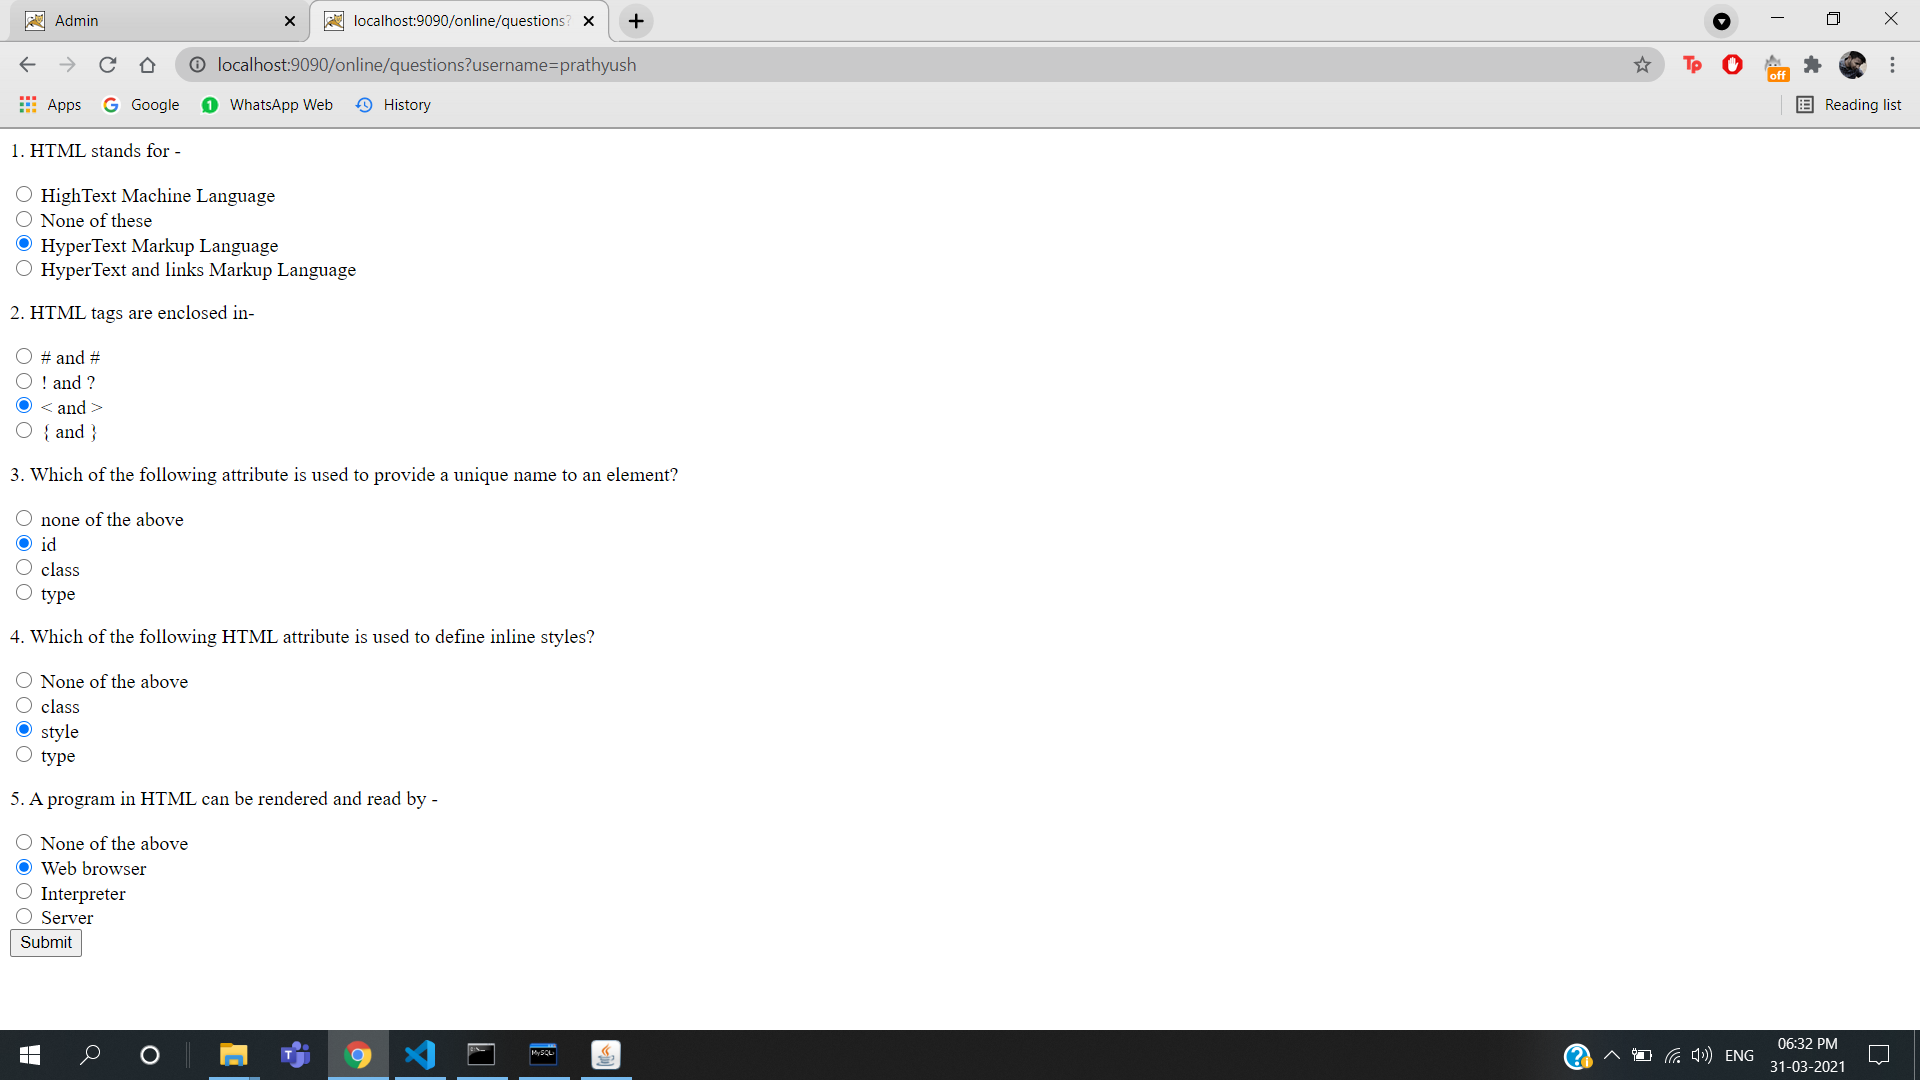 Admin
localhost:9090/online/questions?
localhost:9090/online/questions?username=prathyush
Tp
off
Apps
Google
1
WhatsApp Web
History
Reading list
1. HTML stands for -
HighText Machine Language
None of these
HyperText Markup Language
HyperText and links Markup Language
2. HTML tags are enclosed in-
# and #
! and ?
< and >
{ and }
3. Which of the following attribute is used to provide a unique name to an element?
none of the above
id
class
type
4. Which of the following HTML attribute is used to define inline styles?
None of the above
class
style
type
5. A program in HTML can be rendered and read by -
None of the above
Web browser
Interpreter
Server
Submit
ENG
06:32 PM
31-03-2021